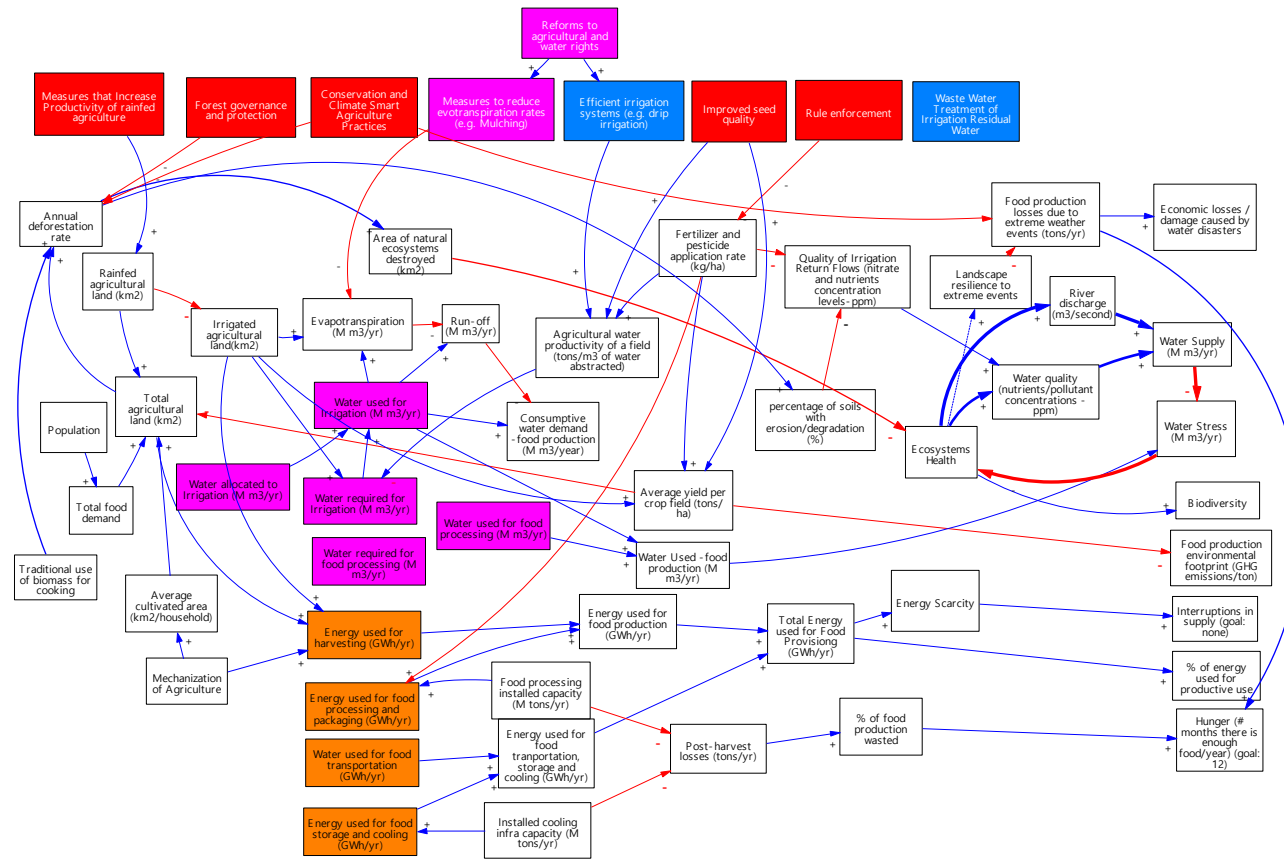 Reforms to
agricultural and
water rights
Measures that Increase
Productivity of rainfed
agriculture
Forest governance
and protection
Conservation and
Climate Smart
Agriculture
Practices
Measures to reduce
evotranspiration rates
(e.g. Mulching)
Efficient irrigation
systems (e.g. drip
irrigation)
Improved seed
quality
Rule enforcement
Waste Water
Treatment of
Irrigation Residual
Water
Annual
deforestation
rate
Area of natural
ecosystems
destroyed
(km2)
Fertilizer and
pesticide
application rate
(kg/ha)
Food production
losses due to
extreme weather
events (tons/yr)
Economic losses /
damage caused by
water disasters
Rainfed
agricultural
land (km2)
Quality of Irrigation
Return Flows (nitrate
and nutrients
concentration
levels- ppm)
Landscape
resilience to
extreme events
River
discharge
(m3/second)
Irrigated
agricultural
land(km2)
Evapotranspiration
(M m3/yr)
Run-off
(M m3/yr)
Agricultural water
productivity of a field
(tons/m3 of water
abstracted)
Water Supply
(M m3/yr)
Total
agricultural
land (km2)
Water used for
Irrigation (M m3/yr)
Consumptive
water demand
-food production
(M m3/year)
percentage of soils
with
erosion/degradation
(%)
Water quality
(nutrients/pollutant
concentrations -
ppm)
Population
Ecosystems
Health
Water Stress
(M m3/yr)
Water allocated to
Irrigation (M m3/yr)
Water required for
Irrigation (M m3/yr)
Average yield per
crop field (tons/
ha)
Biodiversity
Total food
demand
Water used for food
processing (M m3/yr)
Water required for
food processing (M
m3/yr)
Water Used -food
production (M
m3/yr)
Food production
environmental
footprint (GHG
emissions/ton)
Traditional use
of biomass for
cooking
Average
cultivated area
(km2/household)
Energy used for
harvesting (GWh/yr)
Energy used for
food production
(GWh/yr)
Total Energy
used for Food
Provisiong
(GWh/yr)
Energy Scarcity
Interruptions in
supply (goal:
none)
Mechanization
of Agriculture
Energy used for food
processing and
packaging (GWh/yr)
Food processing
installed capacity
(M tons/yr)
% of energy
used for
productive use
Water used for food
transportation
(GWh/yr)
Energy used for
food
tranportation,
storage and
cooling (GWh/yr)
Post-harvest
losses (tons/yr)
% of food
production
wasted
Hunger (#
months there is
enough
food/year) (goal:
12)
Energy used for food
storage and cooling
(GWh/yr)
Installed cooling
infra capacity (M
tons/yr)